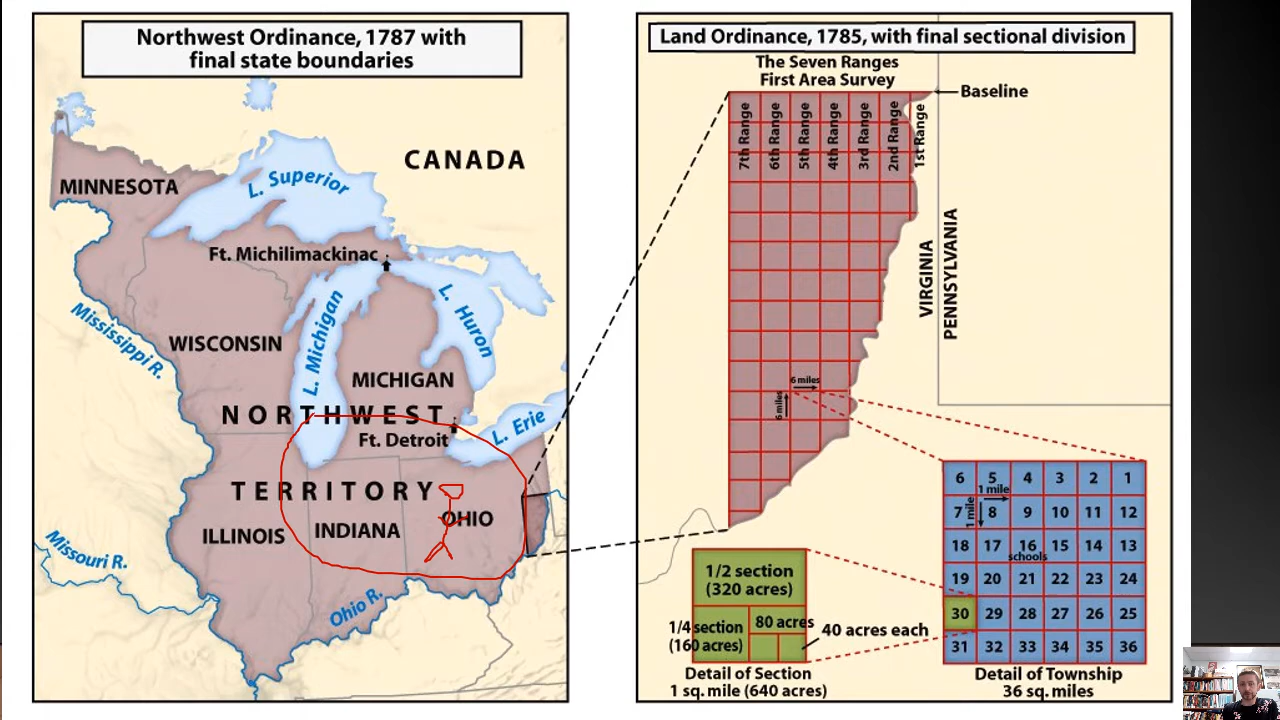 Northwest Ordinance, 1787 with
final state boundaries
CANADA
MINNESOTA
L. Superior
Ft. Michilimackinac
L. Huron
L. Michigan
Mississippi R.
WISCONSIN
MICHIGAN
NORTHWEST
Ft. Detroit
L. Erie
TERRITORY
ILLINOIS
INDIANA
OHIO
Missouri R.
Ohio R.
Land Ordinance, 1785, with final sectional division
The Seven Ranges
First Area Survey
Baseline
7th Range
6th Range
5th Range
4th Range
3rd Range
2nd Range
1st Range
VIRGINIA
PENNSYLVANIA
6 miles
6 miles
6 5 4 3 2 1
1 mile
1 mile
7 8 9 10 11 12
18 17 16 15 14 13
schools
19 20 21 22 23 24
30 29 28 27 26 25
31 32 33 34 35 36
Detail of Township
36 sq. miles
1/2 section
(320 acres)
1/4 section
(160 acres)
80 acres
40 acres each
Detail of Section
1 sq. mile (640 acres)